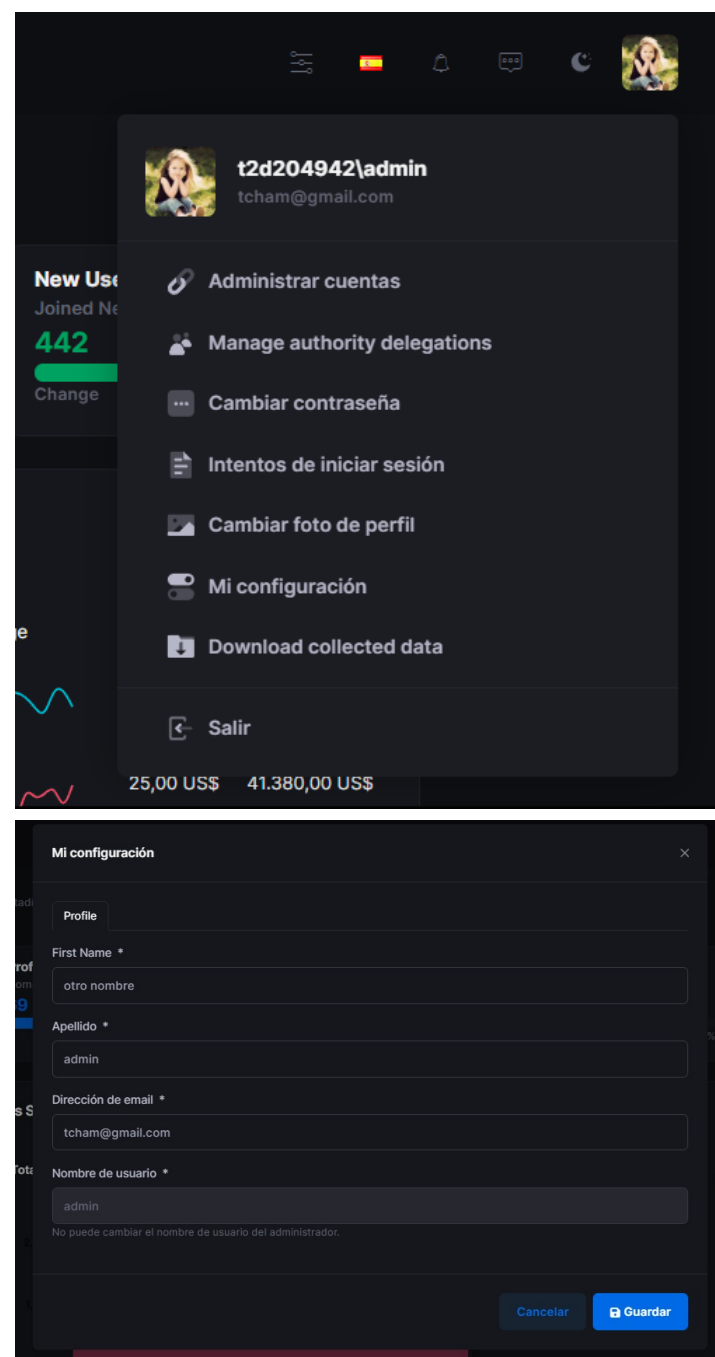 t2d204942\admin
tcham@gmail.com
New Use
Joined Ne
442
Change
Administrar cuentas
Manage authority delegations
Cambiar contraseña
Intentos de iniciar sesión
Cambiar foto de perfil
Mi configuración
Download collected data
Salir
25,00 US$ 41.380,00 US$
Mi configuración
Profile
First Name *
otro nombre
Apellido *
admin
Dirección de email *
tcham@gmail.com
Nombre de usuario *
admin
No puede cambiar el nombre de usuario del administrador.
Cancelar Guardar